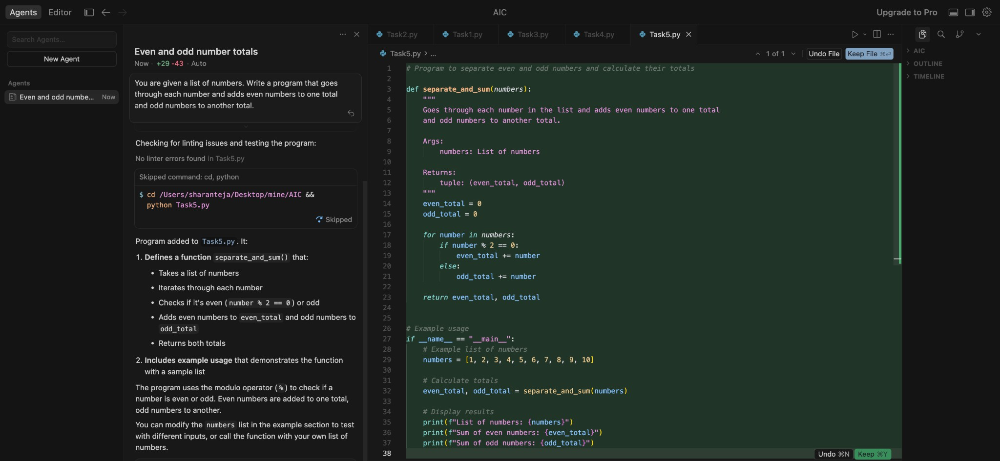 Agents Editor
AIC
Upgrade to Pro
Search Agents...
New Agent
Agents
Even and odd numbe... Now
Even and odd number totals
Now · +29 -43 · Auto
You are given a list of numbers. Write a program that goes
through each number and adds even numbers to one total
and odd numbers to another total.
Checking for linting issues and testing the program:
No linter errors found in Task5.py
Skipped command: cd, python
$ cd /Users/sharanteja/Desktop/mine/AIC &&
python Task5.py
Skipped
Program added to Task5.py. It:
1. Defines a function separate_and_sum() that:
• Takes a list of numbers
• Iterates through each number
• Checks if it's even (number % 2 == 0) or odd
• Adds even numbers to even_total and odd numbers to
odd_total
• Returns both totals
2. Includes example usage that demonstrates the function
with a sample list
The program uses the modulo operator (%) to check if a
number is even or odd. Even numbers are added to one total,
odd numbers to another.
You can modify the numbers list in the example section to test
with different inputs, or call the function with your own list of
numbers.
Task2.py Task1.py Task3.py Task4.py Task5.py
Task5.py > ...
1 of 1 Undo File Keep File ⌘⏎
1 # Program to separate even and odd numbers and calculate their totals
2
3 def separate_and_sum(numbers):
4     """
5     Goes through each number in the list and adds even numbers to one total
6     and odd numbers to another total.
7
8     Args:
9         numbers: List of numbers
10
11     Returns:
12         tuple: (even_total, odd_total)
13     """
14     even_total = 0
15     odd_total = 0
16
17     for number in numbers:
18         if number % 2 == 0:
19             even_total += number
20         else:
21             odd_total += number
22
23     return even_total, odd_total
24
25
26 # Example usage
27 if __name__ == "__main__":
28     # Example list of numbers
29     numbers = [1, 2, 3, 4, 5, 6, 7, 8, 9, 10]
30
31     # Calculate totals
32     even_total, odd_total = separate_and_sum(numbers)
33
34     # Display results
35     print(f"List of numbers: {numbers}")
36     print(f"Sum of even numbers: {even_total}")
37     print(f"Sum of odd numbers: {odd_total}")
38
Undo ⌘N Keep ⌘Y
AIC
OUTLINE
TIMELINE